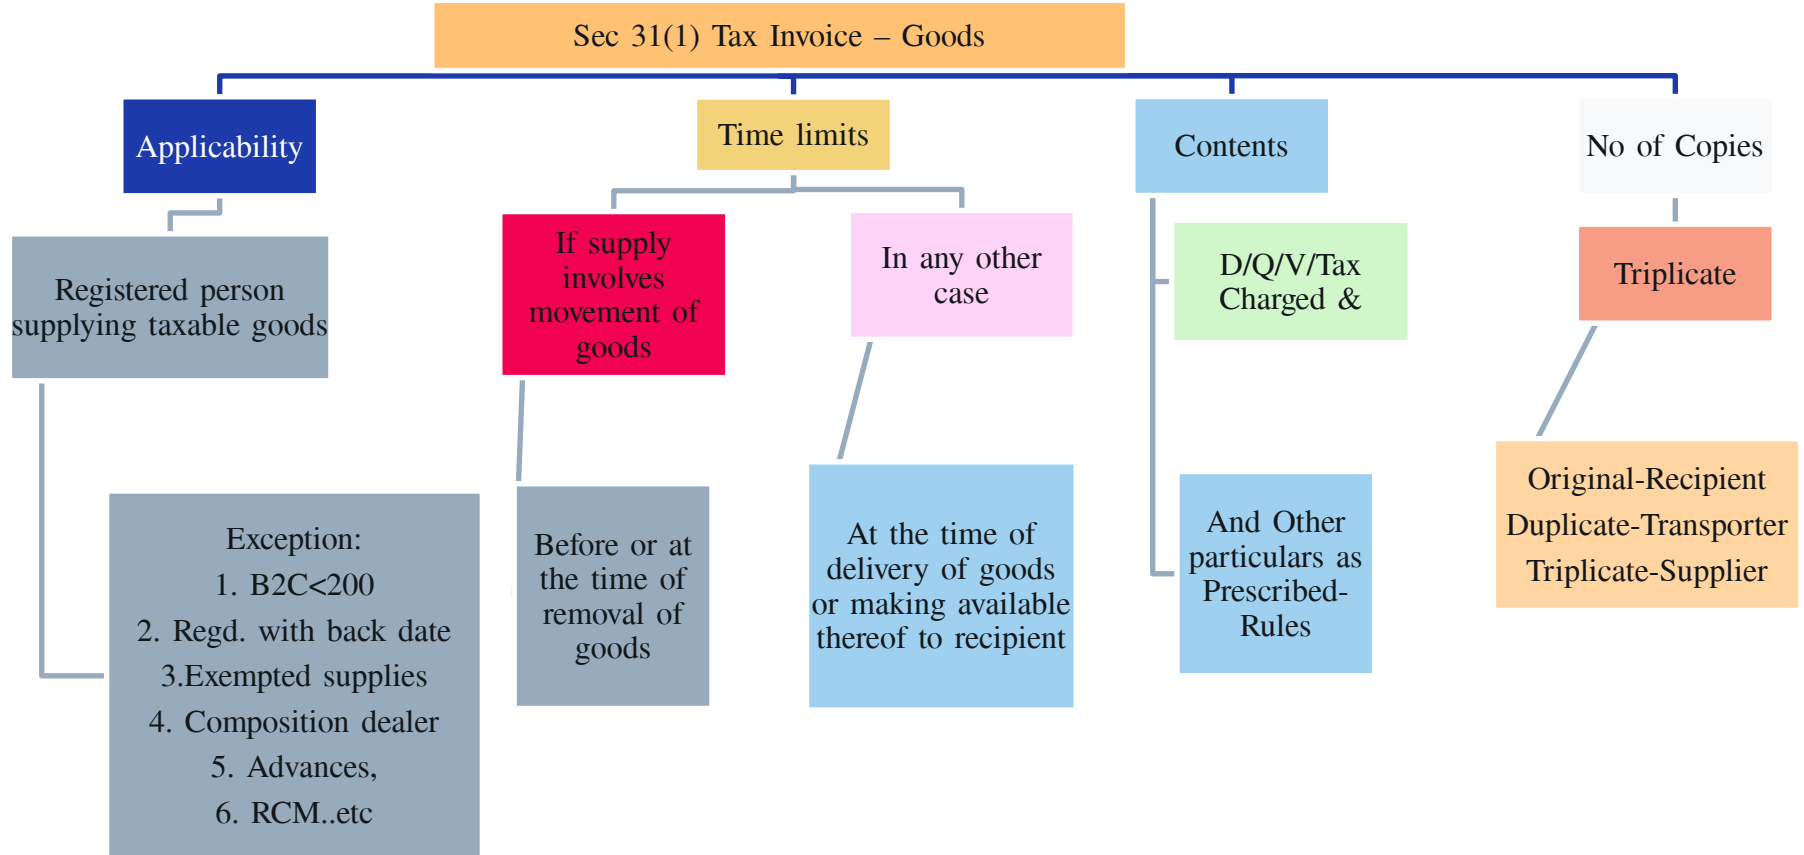 Sec 31(1) Tax Invoice – Goods
Applicability
Time limits
Contents
No of Copies
Registered person
supplying taxable goods
If supply
involves
movement of
goods
In any other
case
D/Q/V/Tax
Charged &
Triplicate
Exception:
1. B2C<200
2. Regd. with back date
3.Exempted supplies
4. Composition dealer
5. Advances,
6. RCM..etc
Before or at
the time of
removal of
goods
At the time of
delivery of goods
or making available
thereof to recipient
And Other
particulars as
Prescribed-
Rules
Original-Recipient
Duplicate-Transporter
Triplicate-Supplier